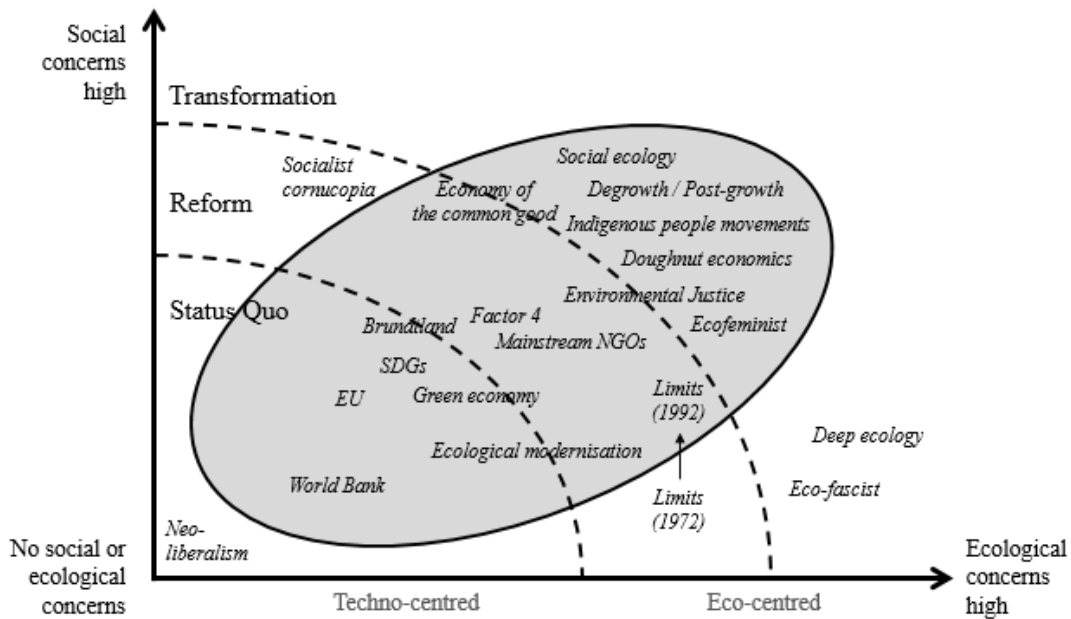 Social
concerns
high
Transformation
Socialist
cornucopia
Social ecology
Economy of
the common good
Degrowth / Post-growth
Reform
Indigenous people movements
Doughnut economics
Status Quo
Environmental Justice
Brundtland
Factor 4
Ecofeminist
Mainstream NGOs
SDGs
EU
Green economy
Limits
(1992)
Deep ecology
Ecological modernisation
World Bank
Eco-fascist
Limits
(1972)
Neo-
liberalism
No social or
ecological
concerns
Techno-centred
Eco-centred
Ecological
concerns
high